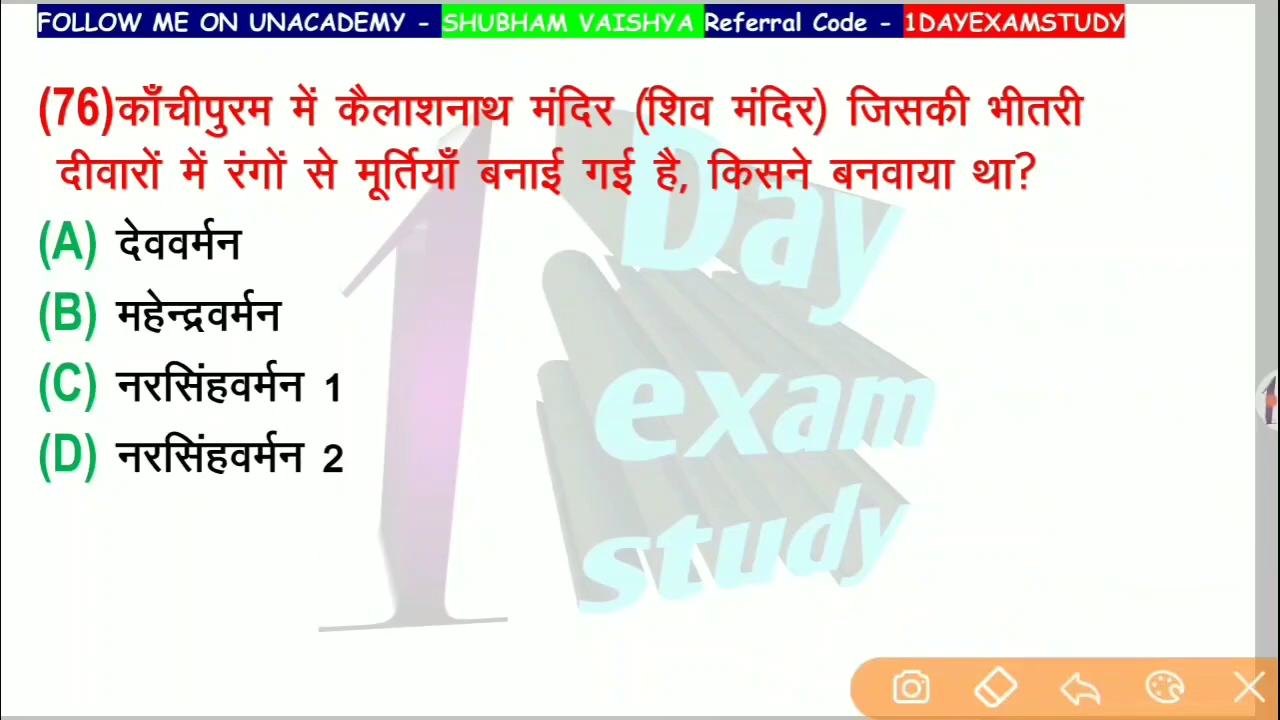 FOLLOW ME ON UNACADEMY - SHUBHAM VAISHYA Referral Code - 1DAYEXAMSTUDY
(76)काँचीपुरम में कैलाशनाथ मंदिर (शिव मंदिर) जिसकी भीतरी
दीवारों में रंगों से मूर्तियाँ बनाई गई है, किसने बनवाया था?
(A) देववर्मन
(B) महेन्द्रवर्मन
(C) नरसिंहवर्मन 1
(D) नरसिंहवर्मन 2
1 Day
exam
study